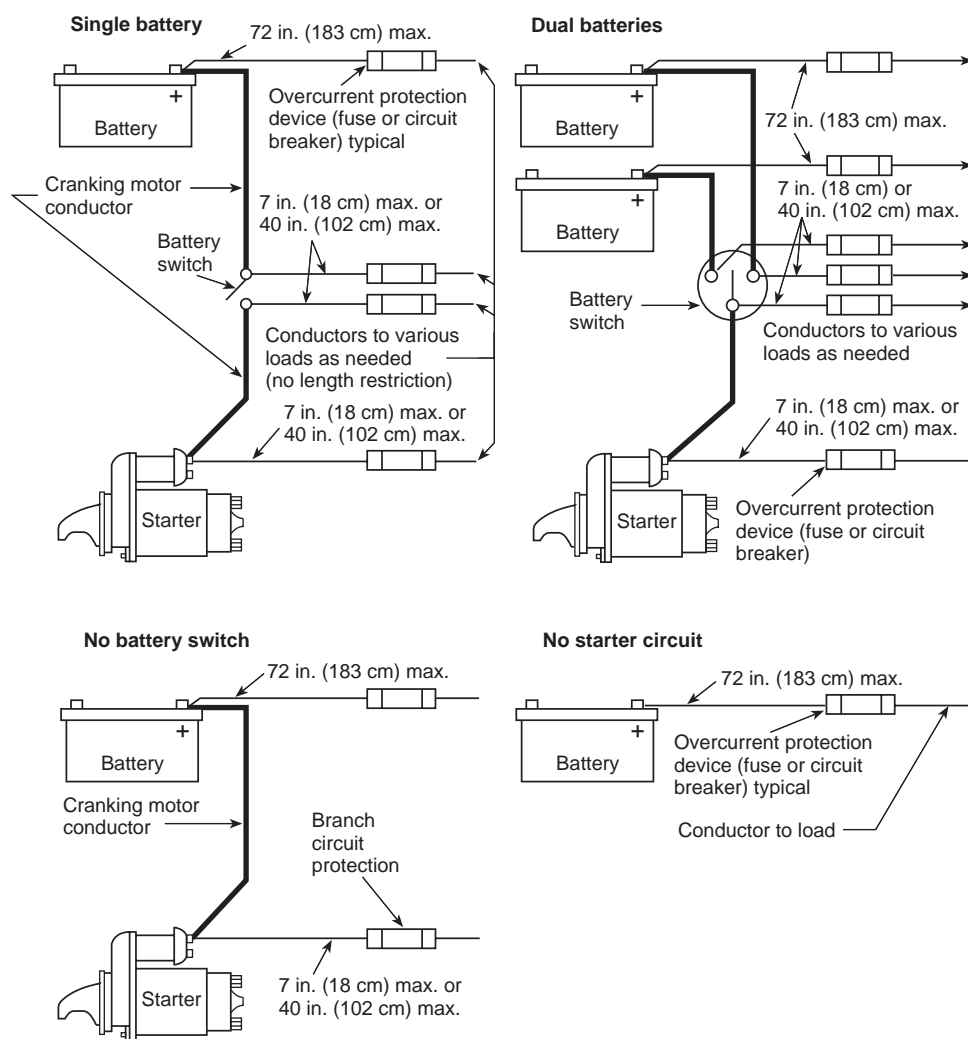 Single battery
72 in. (183 cm) max.
+
Battery
Overcurrent protection
device (fuse or circuit
breaker) typical
Cranking motor
conductor
7 in. (18 cm) max. or
40 in. (102 cm) max.
Battery
switch
Conductors to various
loads as needed
(no length restriction)
7 in. (18 cm) max. or
40 in. (102 cm) max.
Starter
Dual batteries
+
Battery
72 in. (183 cm) max.
+
Battery
7 in. (18 cm) or
40 in. (102 cm) max.
Battery
switch
Conductors to various
loads as needed
7 in. (18 cm) max. or
40 in. (102 cm) max.
Starter
Overcurrent protection
device (fuse or circuit
breaker)
No battery switch
72 in. (183 cm) max.
+
Battery
Cranking motor
conductor
Branch
circuit
protection
Starter
7 in. (18 cm) max. or
40 in. (102 cm) max.
No starter circuit
72 in. (183 cm) max.
+
Battery
Overcurrent protection
device (fuse or circuit
breaker) typical
Conductor to load